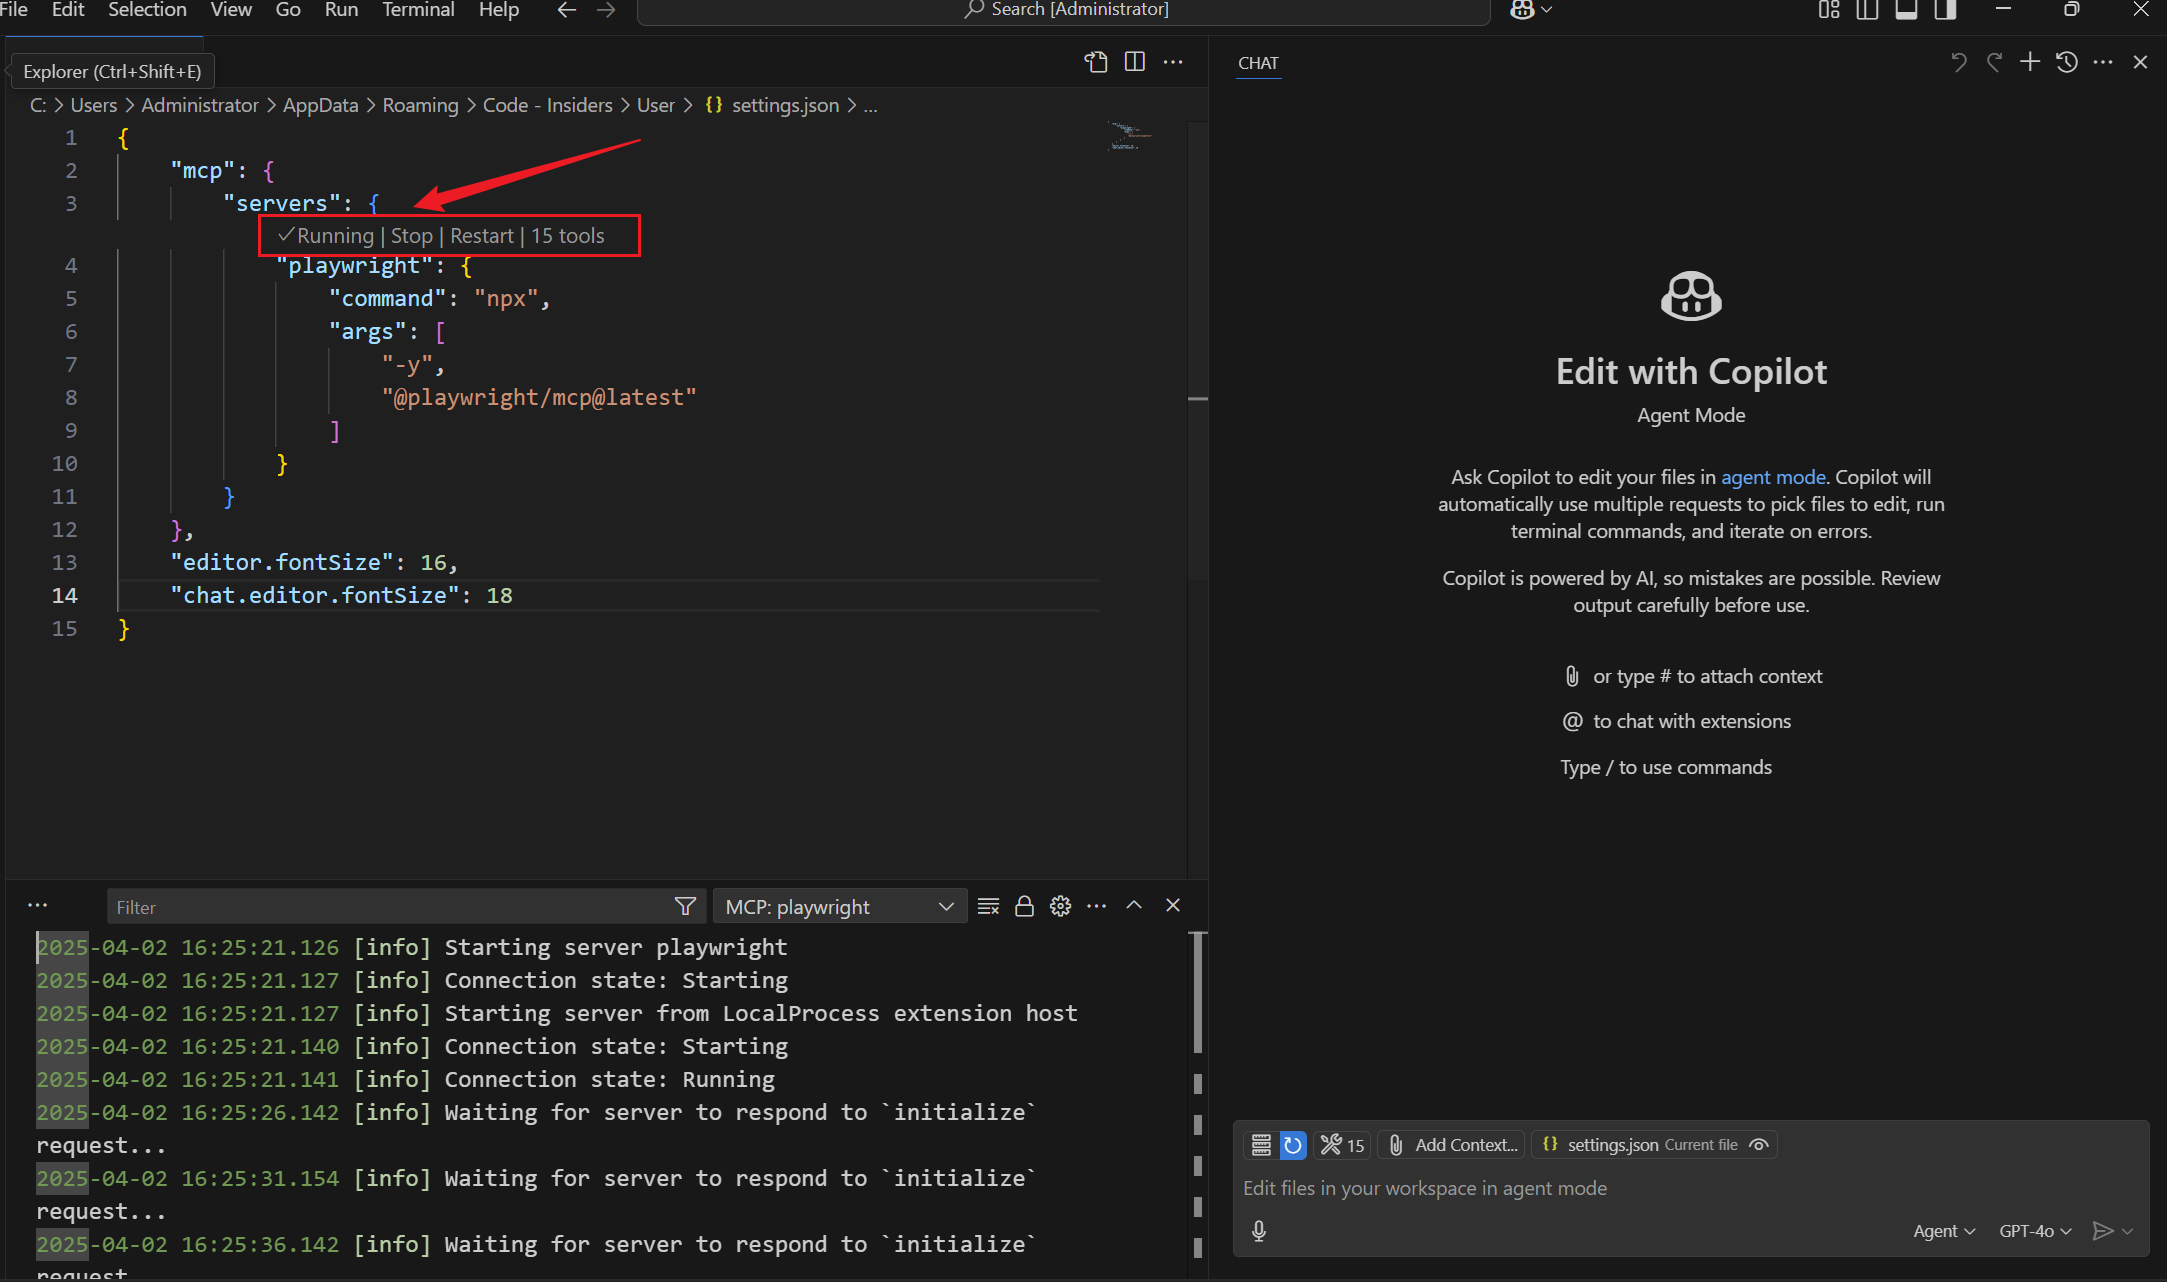 File Edit Selection View Go Run Terminal Help Search [Administrator]
Explorer (Ctrl+Shift+E)
C: > Users > Administrator > AppData > Roaming > Code - Insiders > User > {} settings.json > ...
1 {
2 "mcp": {
3 "servers": {
✓Running | Stop | Restart | 15 tools
4 "playwright": {
5 "command": "npx",
6 "args": [
7 "-y",
8 "@playwright/mcp@latest"
9 ]
10 }
11 }
12 },
13 "editor.fontSize": 16,
14 "chat.editor.fontSize": 18
15 }
Filter MCP: playwright
2025-04-02 16:25:21.126 [info] Starting server playwright
2025-04-02 16:25:21.127 [info] Connection state: Starting
2025-04-02 16:25:21.127 [info] Starting server from LocalProcess extension host
2025-04-02 16:25:21.140 [info] Connection state: Starting
2025-04-02 16:25:21.141 [info] Connection state: Running
2025-04-02 16:25:26.142 [info] Waiting for server to respond to `initialize`
request...
2025-04-02 16:25:31.154 [info] Waiting for server to respond to `initialize`
request...
2025-04-02 16:25:36.142 [info] Waiting for server to respond to `initialize`
request
CHAT
Edit with Copilot
Agent Mode
Ask Copilot to edit your files in agent mode. Copilot will
automatically use multiple requests to pick files to edit, run
terminal commands, and iterate on errors.
Copilot is powered by AI, so mistakes are possible. Review
output carefully before use.
or type # to attach context
@ to chat with extensions
Type / to use commands
15 Add Context... {} settings.json Current file
Edit files in your workspace in agent mode
Agent GPT-4o